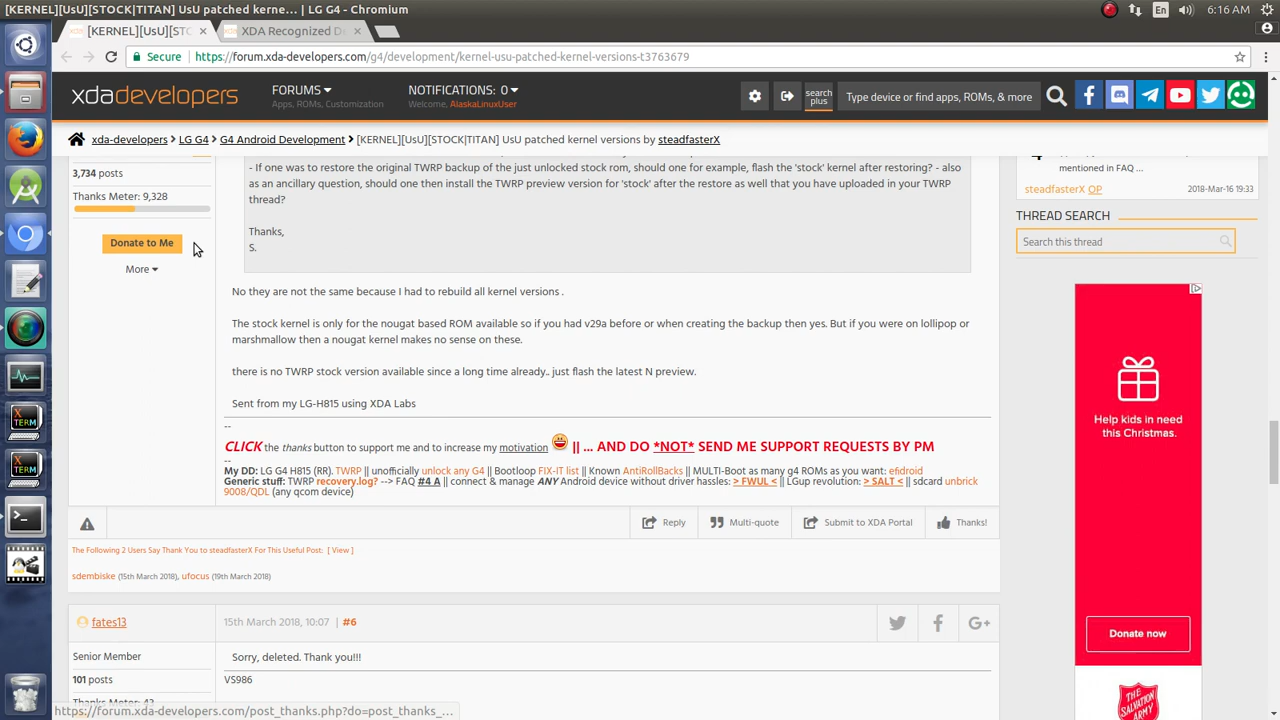 [KERNEL][UsU][STOCK|TITAN] UsU patched kerne... | LG G4 - Chromium
En
6:16 AM
[KERNEL][UsU][STC
XDA Recognized D
Secure
https://forum.xda-developers.com/g4/development/kernel-usu-patched-kernel-versions-t3763679
xdadevelopers
FORUMS
Apps, ROMs, Customization
NOTIFICATIONS: 0
Welcome, AlaskaLinuxUser
search plus
Type device or find apps, ROMs, & more
xda-developers
LG G4
G4 Android Development
[KERNEL][UsU][STOCK|TITAN] UsU patched kernel versions by steadfasterX
3,734 posts
Thanks Meter: 9,328
Donate to Me
More
- If one was to restore the original TWRP backup of the just unlocked stock rom, should one for example, flash the 'stock' kernel after restoring? - also
as an ancillary question, should one then install the TWRP preview version for 'stock' after the restore as well that you have uploaded in your TWRP
thread?
Thanks,
S.
No they are not the same because I had to rebuild all kernel versions .
The stock kernel is only for the nougat based ROM available so if you had v29a before or when creating the backup then yes. But if you were on lollipop or
marshmallow then a nougat kernel makes no sense on these.
there is no TWRP stock version available since a long time already.. just flash the latest N preview.
Sent from my LG-H815 using XDA Labs
--
CLICK the thanks button to support me and to increase my motivation || ... AND DO *NOT* SEND ME SUPPORT REQUESTS BY PM
--
My DD: LG G4 H815 (RR). TWRP || unofficially unlock any G4 || Bootloop FIX-IT list || Known AntiRollBacks || MULTI-Boot as many g4 ROMs as you want: efidroid
Generic stuff: TWRP recovery.log? --> FAQ #4 A || connect & manage ANY Android device without driver hassles: > FWUL < || LGup revolution: > SALT < || sdcard unbrick
9008/QDL (any qcom device)
Reply
Multi-quote
Submit to XDA Portal
Thanks!
The Following 2 Users Say Thank You to steadfasterX For This Useful Post: [ View ]
sdembiske (15th March 2018), ufocus (19th March 2018)
fates13
15th March 2018, 10:07 | #6
Senior Member
101 posts
Thanks Meter: 43
Sorry, deleted. Thank you!!!
VS986
mentioned in FAQ ...
steadfasterX OP
2018-Mar-16 19:33
THREAD SEARCH
Search this thread
Help kids in need
this Christmas.
Donate now
THE
SALVATION
ARMY
X
TERM
X
TERM
https://forum.xda-developers.com/post_thanks.php?do=post_thanks_...